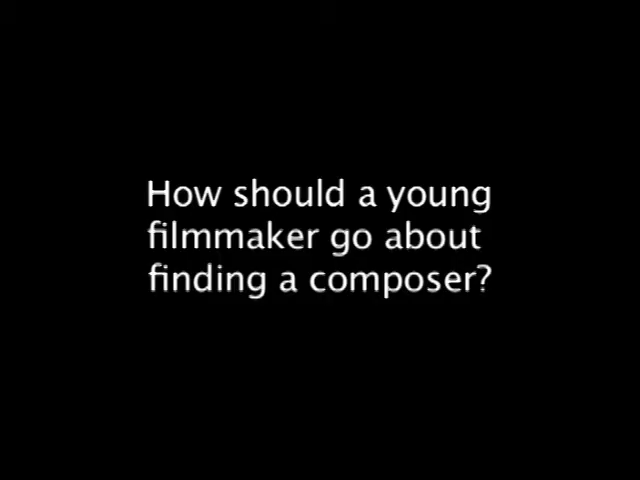 How should a young
filmmaker go about
finding a composer?